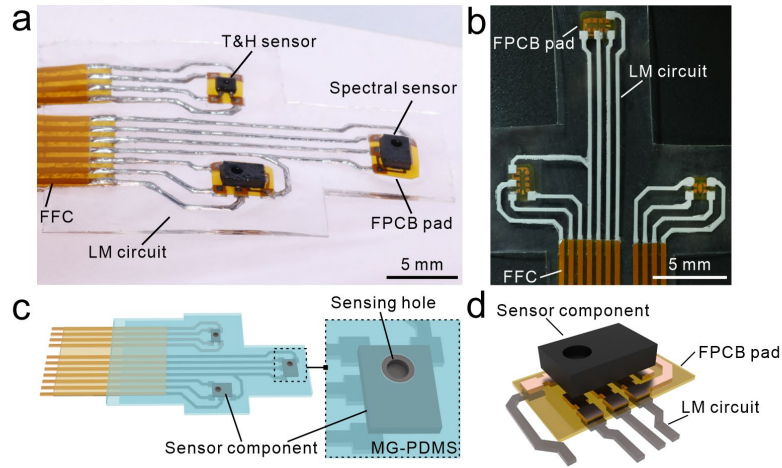 a
T&H sensor
Spectral sensor
FFC
FPCB pad
LM circuit
5 mm
b
FPCB pad
LM circuit
FFC
5 mm
c
Sensing hole
Sensor component
MG-PDMS
d
Sensor component
FPCB pad
LM circuit